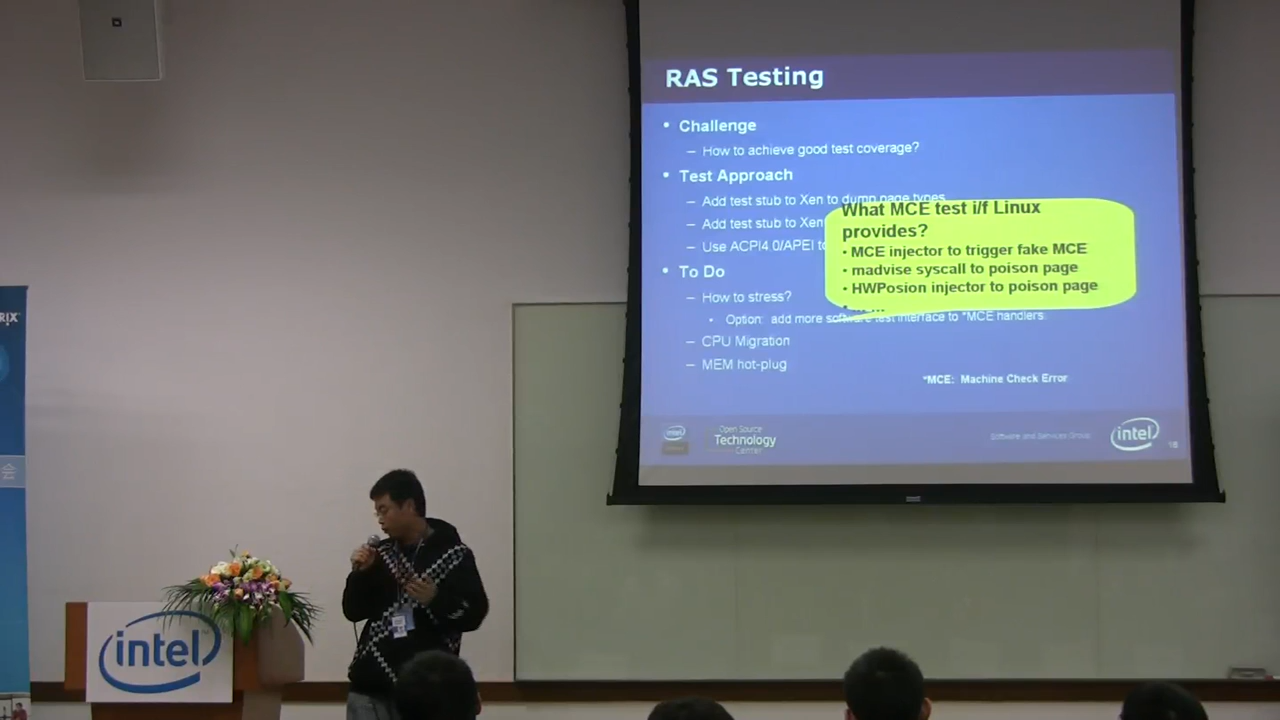 RAS Testing
• Challenge
– How to achieve good test coverage?
• Test Approach
– Add test stub to Xen to dump page types
– Add test stub to Xen
– Use ACPI4.0/APEI to
• To Do
– How to stress?
• Option: add more software test interface to *MCE handlers
– CPU Migration
– MEM hot-plug
What MCE test i/f Linux
provides?
• MCE injector to trigger fake MCE
• madvise syscall to poison page
• HWPosion injector to poison page
• ... ...
*MCE: Machine Check Error
intel
Open Source
Technology
Center
Software and Services Group
intel
16
RIX
会
intel